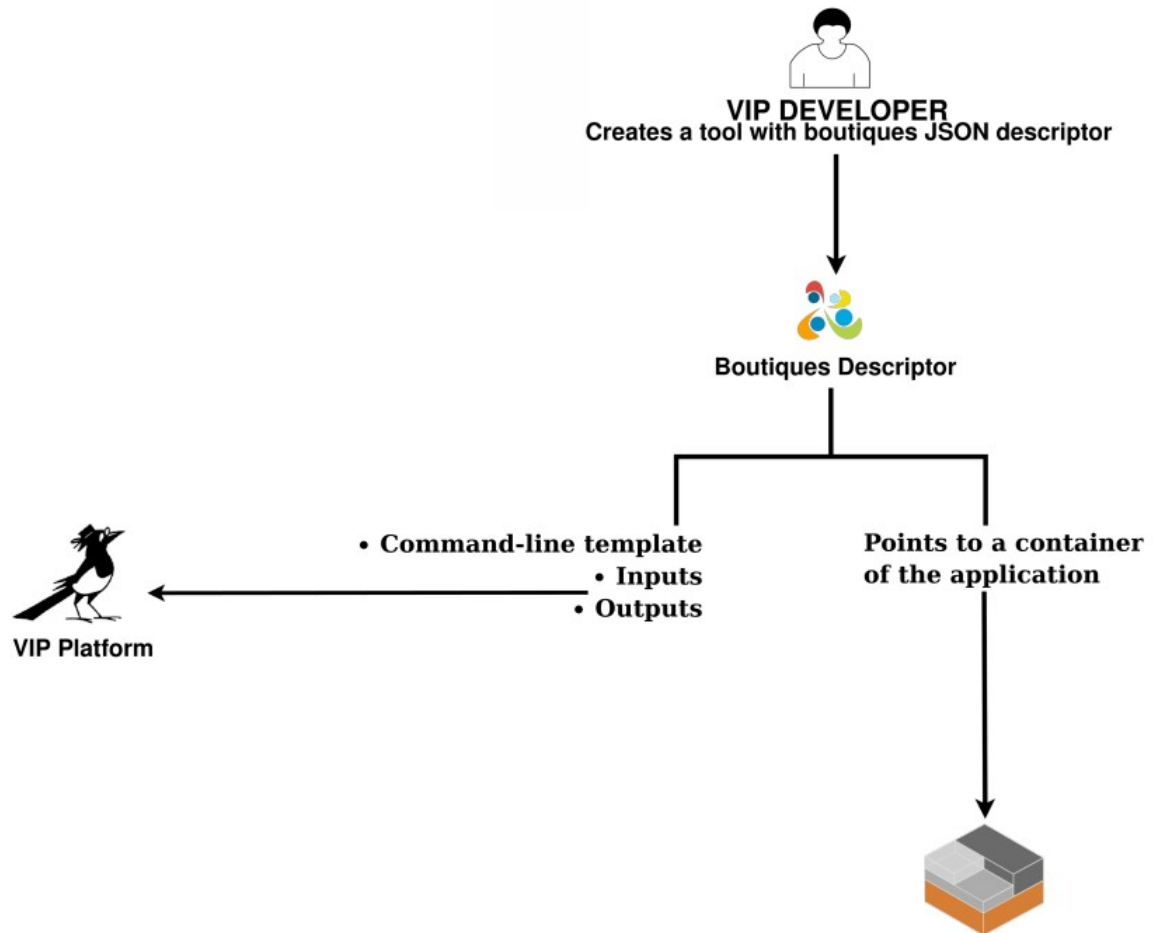 VIP DEVELOPER
Creates a tool with boutiques JSON descriptor
Boutiques Descriptor
• Command-line template
• Inputs
• Outputs
Points to a container
of the application
VIP Platform